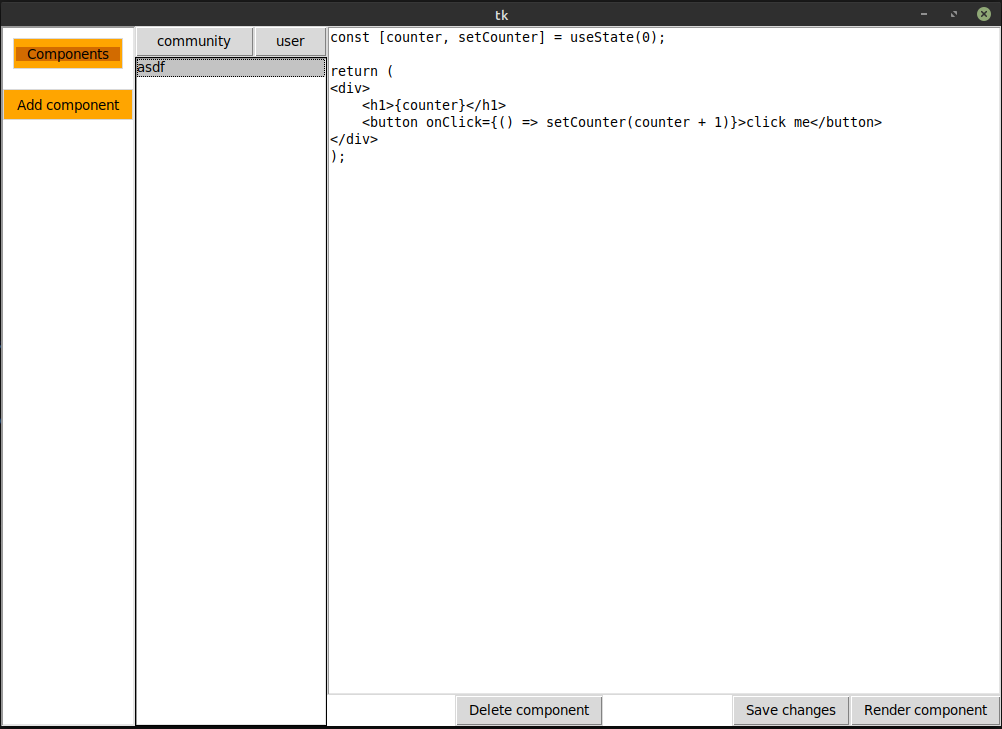 tk
Components
Add component
community
user
asdf
const [counter, setCounter] = useState(0);
return (
<div>
    <h1>{counter}</h1>
    <button onClick={() => setCounter(counter + 1)}>click me</button>
</div>
);
Delete component
Save changes
Render component